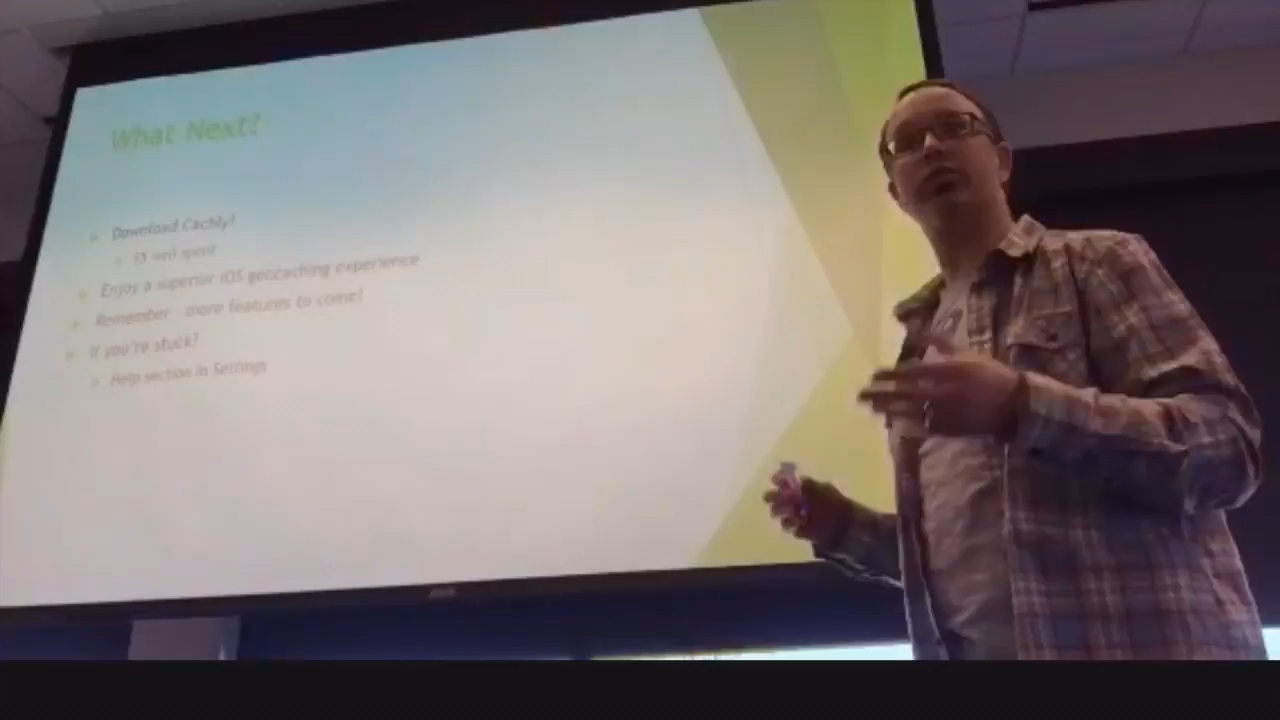 What Next?
Download Cachly!
$5 well spent
Enjoy a superior iOS geocaching experience
Remember - more features to come!
If you're stuck?
Help section in Settings